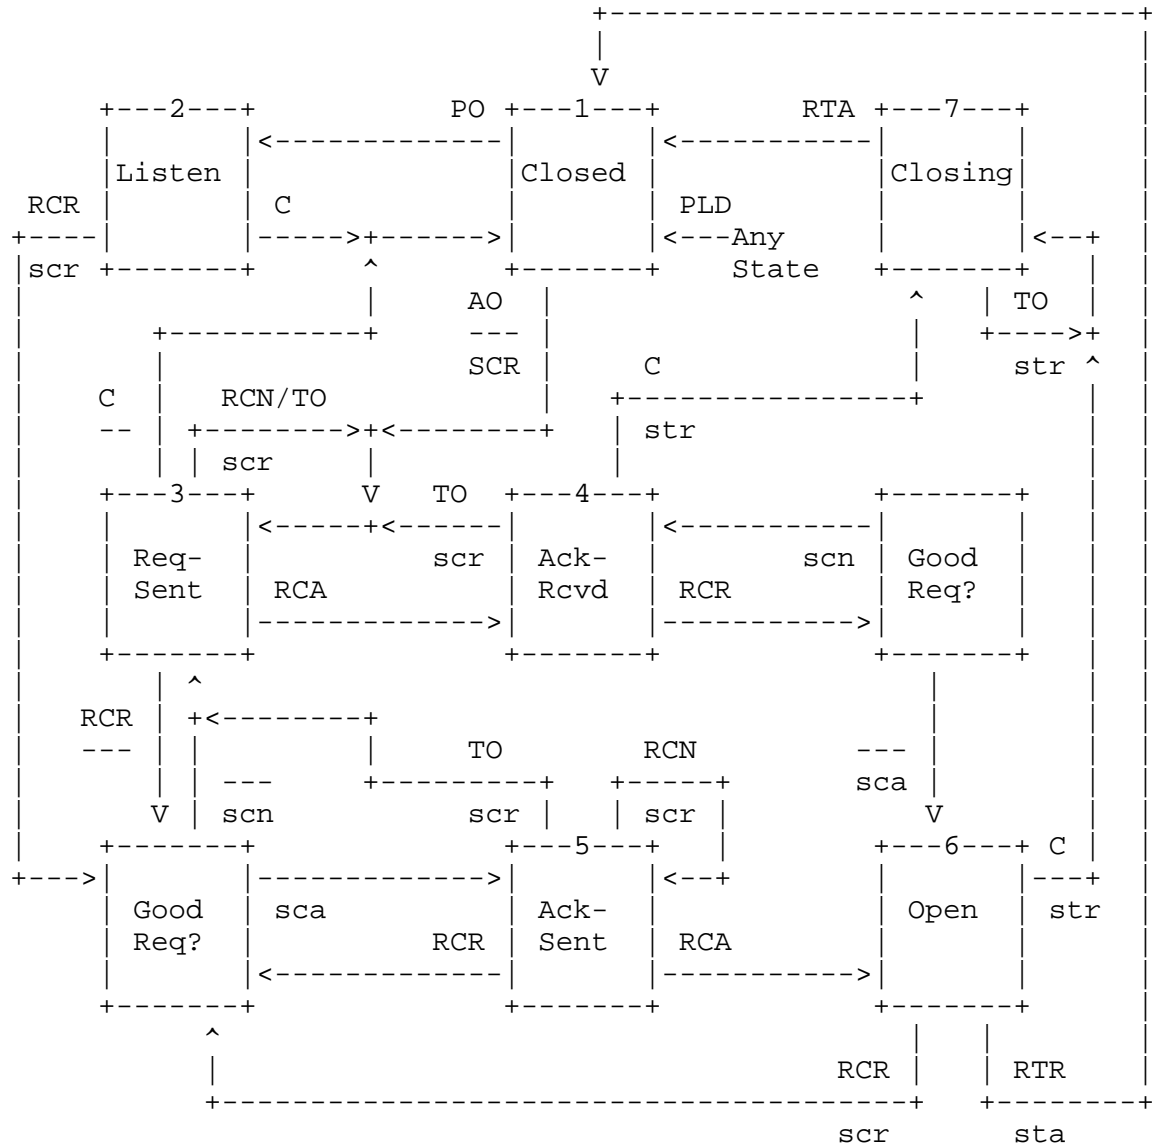 +-------------------------------+
|                               |
V                               |
+---2---+           PO +---1---+        RTA +---7---+
|       |<--------------|       |<------------|       |
|Listen |               |Closed |             |Closing|
RCR |       | C             |       | PLD         |       |
+----|       |----->+------>|       |<---Any      |       |<--+
|scr +-------+      ^       +-------+    State    +-------+   |
|                   |     AO  |                     ^   | TO  |
|       +-----------+     --- |                     |   +---->+
|       |                 SCR |     C               |     str ^
|    C  | RCN/TO              |   +----------------+         |
|    -- | +-------->+<--------+   | str                       |
|       | | scr     |             |                           |
|    +---3---+      V   TO +---4---+            +-------+     |
|    |       |<-----+<------|       |<------------|       |     |
|    | Req-  |          scr | Ack-  |        scn | Good  |     |
|    | Sent  | RCA          | Rcvd  | RCR        | Req?  |     |
|    |       |------------->|       |------------>|       |     |
|    +-------+              +-------+            +-------+     |
|       | ^                                         |         |
|   RCR | +<--------+                               |         |
|   --- | |         |     TO        RCN         --- |         |
|       | | ---     +---------+   +-----+       sca |         |
|       V | scn           scr |   | scr |           V         |
|    +-------+              +---5---+   |        +---6---+ C   |
+--->|       |------------->|       |<--+        |       |---+
| Good  | sca          | Ack-  |            | Open  | str
| Req?  |          RCR | Sent  | RCA        |       |
|       |<-------------|       |----------->|       |
+-------+              +-------+            +-------+
^                                         |   |
|                                     RCR |   | RTR
+-----------------------------------------+   +---------+
scr     sta